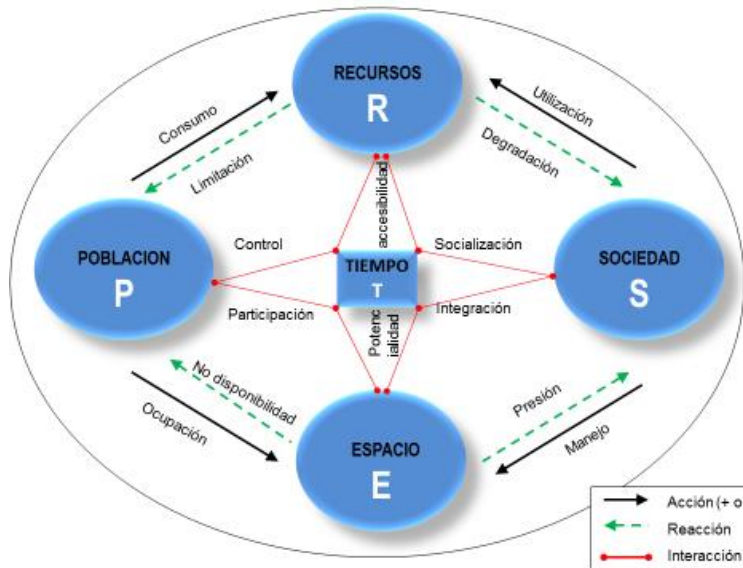 RECURSOS
R
Consumo
Limitación
Utilización
Degradación
accesibilidad
POBLACION
P
Control
Participación
TIEMPO
T
Socialización
Integración
SOCIEDAD
S
Potenc
ialidad
No disponibilidad
Ocupación
Presión
Manejo
ESPACIO
E
Acción (+ o
Reacción
Interacción